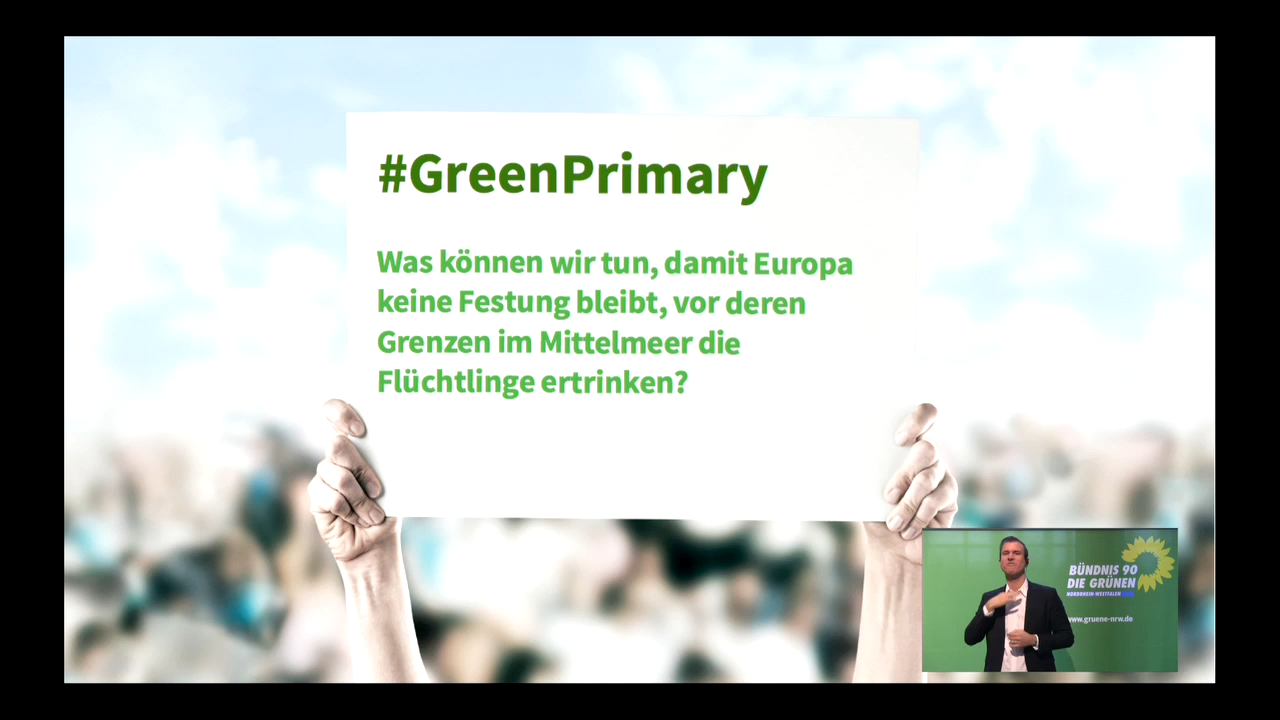 #GreenPrimary
Was können wir tun, damit Europa
keine Festung bleibt, vor deren
Grenzen im Mittelmeer die
Flüchtlinge ertrinken?
BÜNDNIS 90
DIE GRÜNEN
NORDRHEIN-WESTFALEN
www.gruene-nrw.de